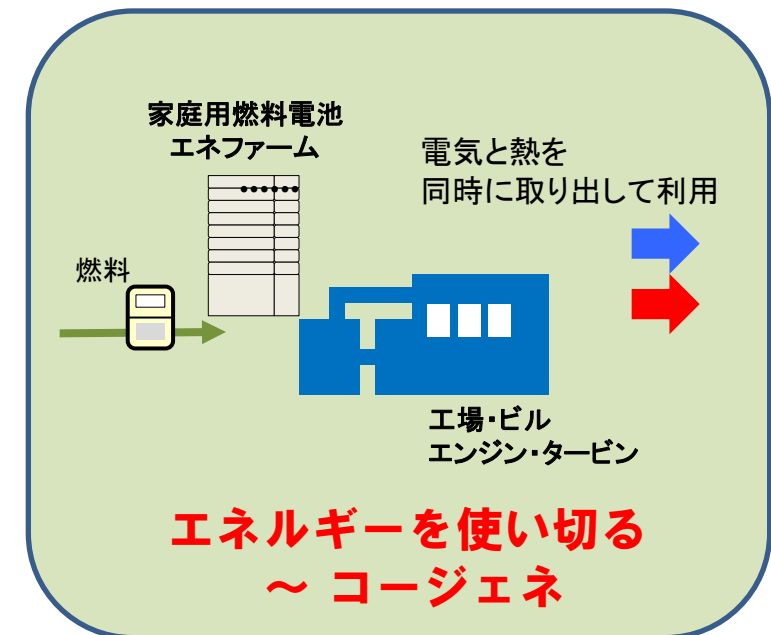 家庭用燃料電池
エネファーム
電気と熱を
同時に取り出して利用
燃料
工場・ビル
エンジン・タービン
エネルギーを使い切る
～ コージェネ